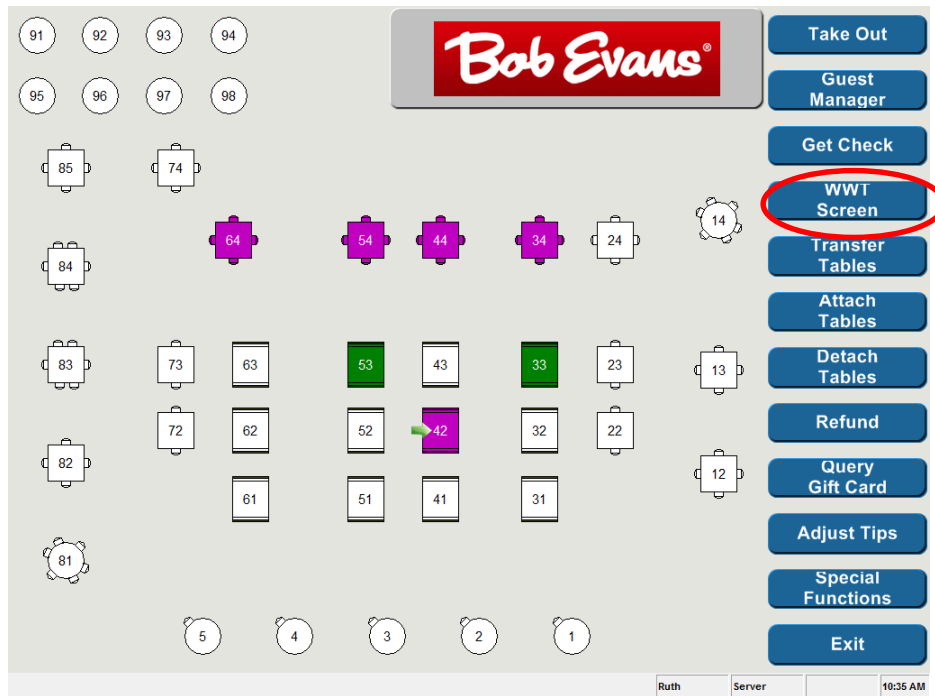 91 92 93 94
Bob Evans®
Take Out
95 96 97 98
Guest
Manager
85 74
Get Check
WWT
Screen
64 54 44 34 24 14
Transfer
Tables
84
Attach
Tables
83 73 63 53 43 33 23 13
Detach
Tables
72 62 52 42 32 22
Refund
82 12
Query
Gift Card
61 51 41 31
Adjust Tips
81
Special
Functions
5 4 3 2 1
Exit
Ruth Server 10:35 AM